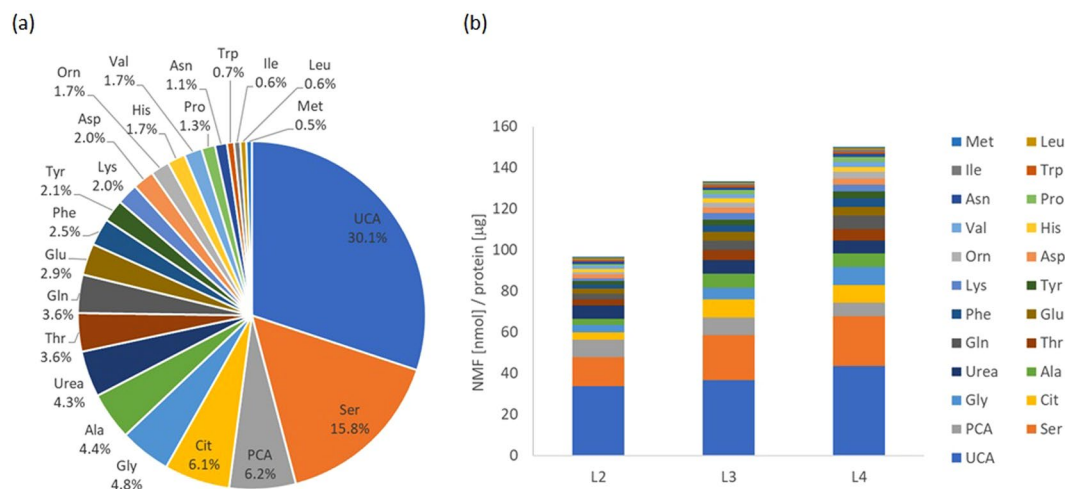 (a)
(b)
Trp
0.7%
Ile
0.6%
Leu
0.6%
Val
1.7%
Asn
1.1%
Met
0.5%
Orn
1.7%
Pro
1.3%
His
1.7%
Asp
2.0%
Lys
2.0%
Tyr
2.1%
Phe
2.5%
Glu
2.9%
Gln
3.6%
Thr
3.6%
Urea
4.3%
Ala
4.4%
Gly
4.8%
Cit
6.1%
PCA
6.2%
Ser
15.8%
UCA
30.1%
NMF [nmol] / protein [µg]
160
140
120
100
80
60
40
20
0
L2 L3 L4
Met Leu
Ile Trp
Asn Pro
Val His
Orn Asp
Lys Tyr
Phe Glu
Gln Thr
Urea Ala
Gly Cit
PCA Ser
UCA